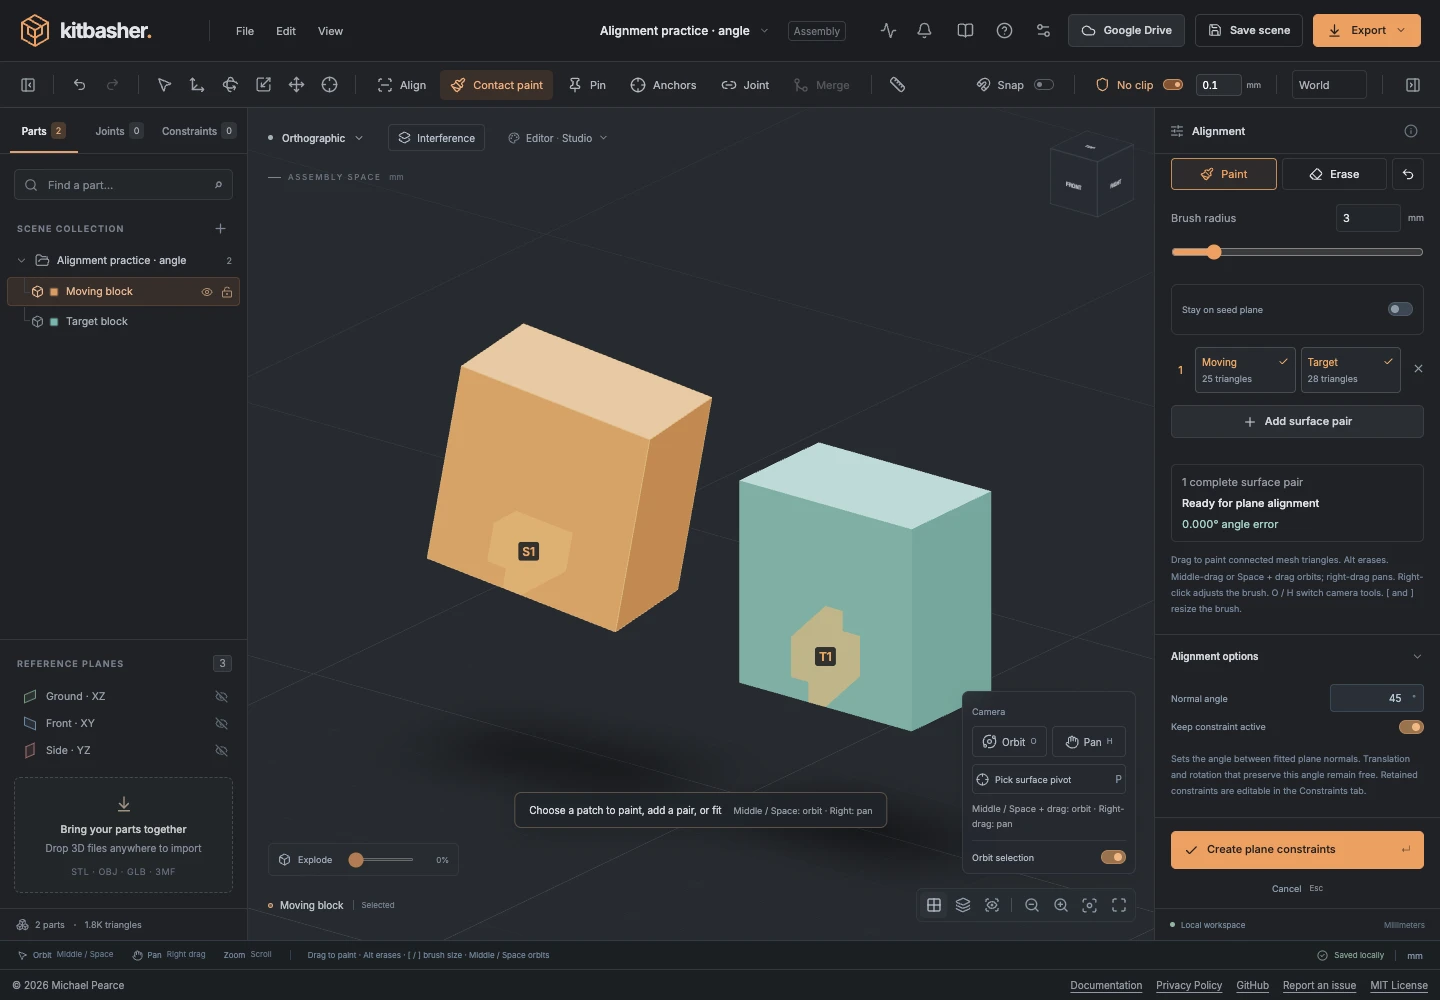 kitbasher.
File
Edit
View
Alignment practice · angle
Assembly
Google Drive
Save scene
Export
Align
Contact paint
Pin
Anchors
Joint
Merge
Snap
No clip
0.1
mm
World
Parts 2
Joints 0
Constraints 0
Find a part...
SCENE COLLECTION
Alignment practice · angle 2
Moving block
Target block
REFERENCE PLANES 3
Ground · XZ
Front · XY
Side · YZ
Bring your parts together
Drop 3D files anywhere to import
STL · OBJ · GLB · 3MF
2 parts · 1.8K triangles
Orthographic
Interference
Editor · Studio
ASSEMBLY SPACE mm
FRONT
RIGHT
S1
T1
Camera
Orbit O
Pan H
Pick surface pivot P
Middle / Space + drag: orbit · Right-
drag: pan
Orbit selection
Choose a patch to paint, add a pair, or fit Middle / Space: orbit · Right: pan
Explode 0%
Moving block Selected
Alignment
Paint
Erase
Brush radius 3 mm
Stay on seed plane
1
Moving
25 triangles
Target
28 triangles
Add surface pair
1 complete surface pair
Ready for plane alignment
0.000° angle error
Drag to paint connected mesh triangles. Alt erases.
Middle-drag or Space + drag orbits; right-drag pans. Right-
click adjusts the brush. O / H switch camera tools. [ and ]
resize the brush.
Alignment options
Normal angle 45 °
Keep constraint active
Sets the angle between fitted plane normals. Translation
and rotation that preserve this angle remain free. Retained
constraints are editable in the Constraints tab.
Create plane constraints
Cancel Esc
Local workspace Millimeters
Orbit Middle / Space
Pan Right drag
Zoom Scroll
Drag to paint · Alt erases · [ / ] brush size · Middle / Space orbits
Saved locally
mm
© 2026 Michael Pearce
Documentation
Privacy Policy
GitHub
Report an issue
MIT License